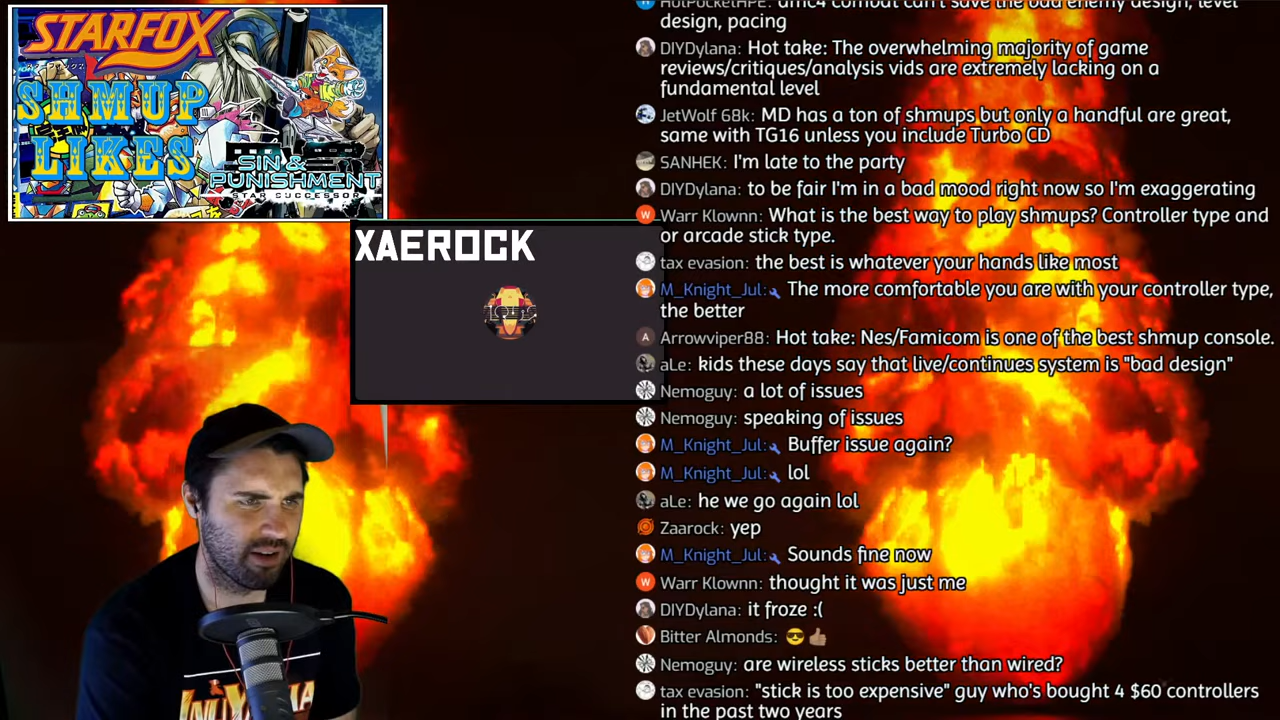 STARFOX
SHMUP
LIKES
SIN &
PUNISHMENT
STAR SUCCESSOR
XAEROCK
design, pacing
DIYDylana: Hot take: The overwhelming majority of game
reviews/critiques/analysis vids are extremely lacking on a
fundamental level
JetWolf 68k: MD has a ton of shmups but only a handful are great,
same with TG16 unless you include Turbo CD
SANHEK: I'm late to the party
DIYDylana: to be fair I'm in a bad mood right now so I'm exaggerating
W Warr Klownn: What is the best way to play shmups? Controller type and
or arcade stick type.
tax evasion: the best is whatever your hands like most
M_Knight_Jul: The more comfortable you are with your controller type,
the better
A Arrowviper88: Hot take: Nes/Famicom is one of the best shmup console.
aLe: kids these days say that live/continues system is "bad design"
Nemoguy: a lot of issues
Nemoguy: speaking of issues
M_Knight_Jul: Buffer issue again?
M_Knight_Jul: lol
aLe: he we go again lol
Zaarock: yep
M_Knight_Jul: Sounds fine now
W Warr Klownn: thought it was just me
DIYDylana: it froze :(
Bitter Almonds: 😎👍
Nemoguy: are wireless sticks better than wired?
tax evasion: "stick is too expensive" guy who's bought 4 $60 controllers
in the past two years